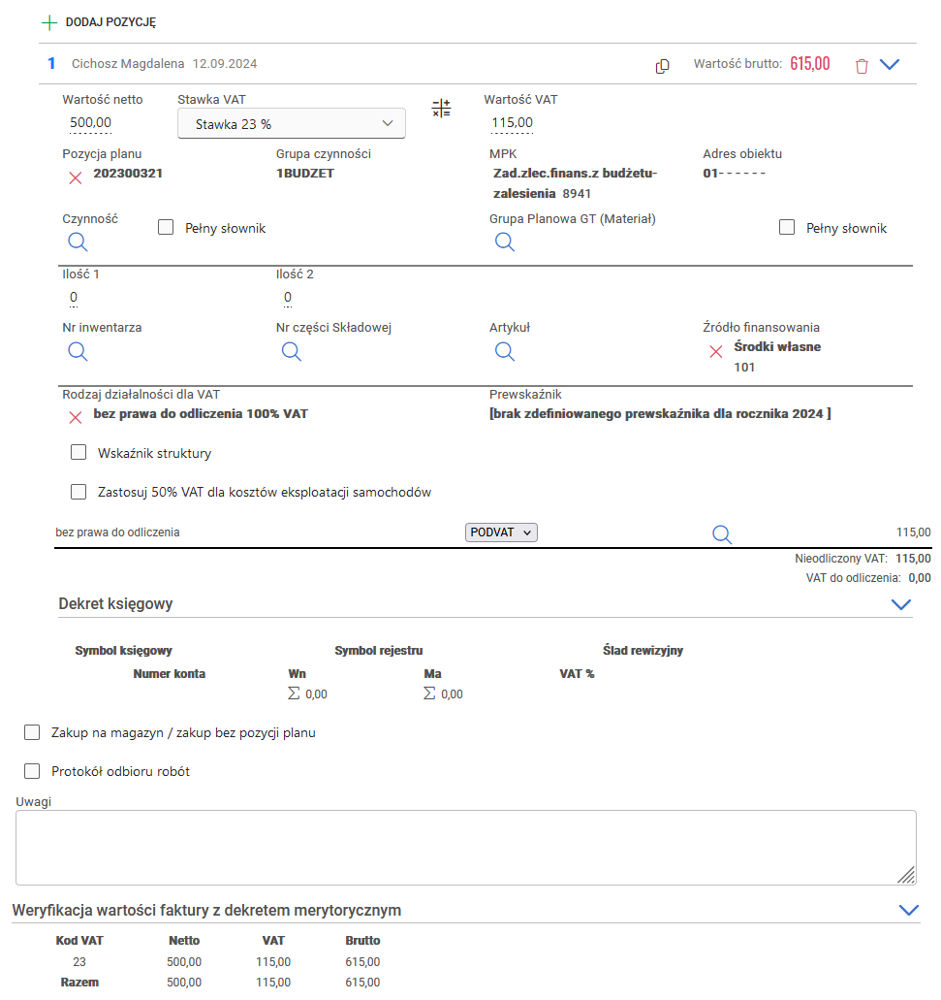 DODAJ POZYCJĘ
1 Cichosz Magdalena 12.09.2024 Wartość brutto: 615,00
Wartość netto Stawka VAT Wartość VAT
500,00 Stawka 23 % 115,00
Pozycja planu Grupa czynności MPK Adres obiektu
202300321 1BUDZET Zad.zlec.finans.z budżetu- 01- - - - - -
zalesienia 8941
Czynność Pełny słownik Grupa Planowa GT (Materiał) Pełny słownik
Ilość 1 Ilość 2
0 0
Nr inwentarza Nr części Składowej Artykuł Źródło finansowania
Środki własne
101
Rodzaj działalności dla VAT Prewskaźnik
bez prawa do odliczenia 100% VAT [brak zdefiniowanego prewskaźnika dla rocznika 2024 ]
Wskaźnik struktury
Zastosuj 50% VAT dla kosztów eksploatacji samochodów
bez prawa do odliczenia PODVAT 115,00
Nieodliczony VAT: 115,00
VAT do odliczenia: 0,00
Dekret księgowy
Symbol księgowy Symbol rejestru Ślad rewizyjny
Numer konta Wn Ma VAT %
∑ 0,00 ∑ 0,00
Zakup na magazyn / zakup bez pozycji planu
Protokół odbioru robót
Uwagi
Weryfikacja wartości faktury z dekretem merytorycznym
Kod VAT Netto VAT Brutto
23 500,00 115,00 615,00
Razem 500,00 115,00 615,00